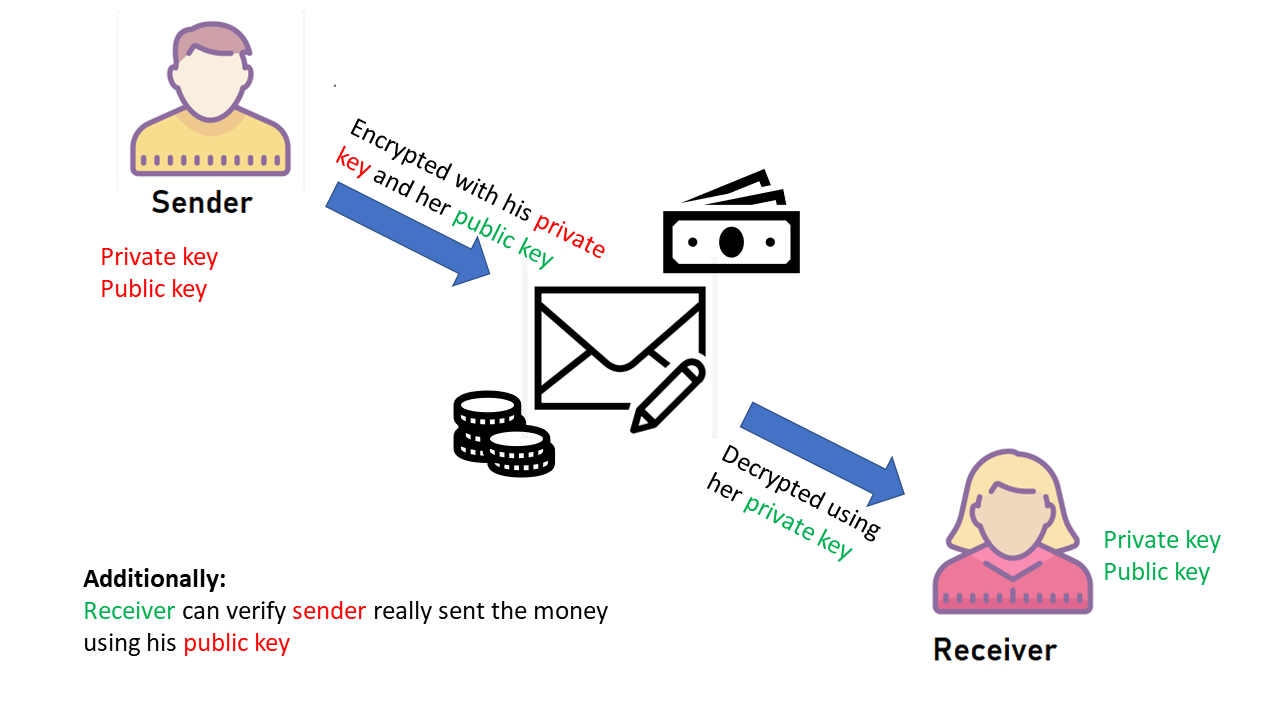 Encrypted with his private
key and her public key
Sender
Private key
Public key
Decrypted using
her private key
Private key
Public key
Additionally:
Receiver can verify sender really sent the money
using his public key
Receiver